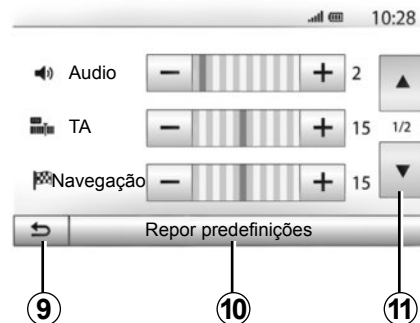 10:28
Audio − + 2
TA − + 15 1/2
Navegação − + 15
Repor predefinições
9 10 11